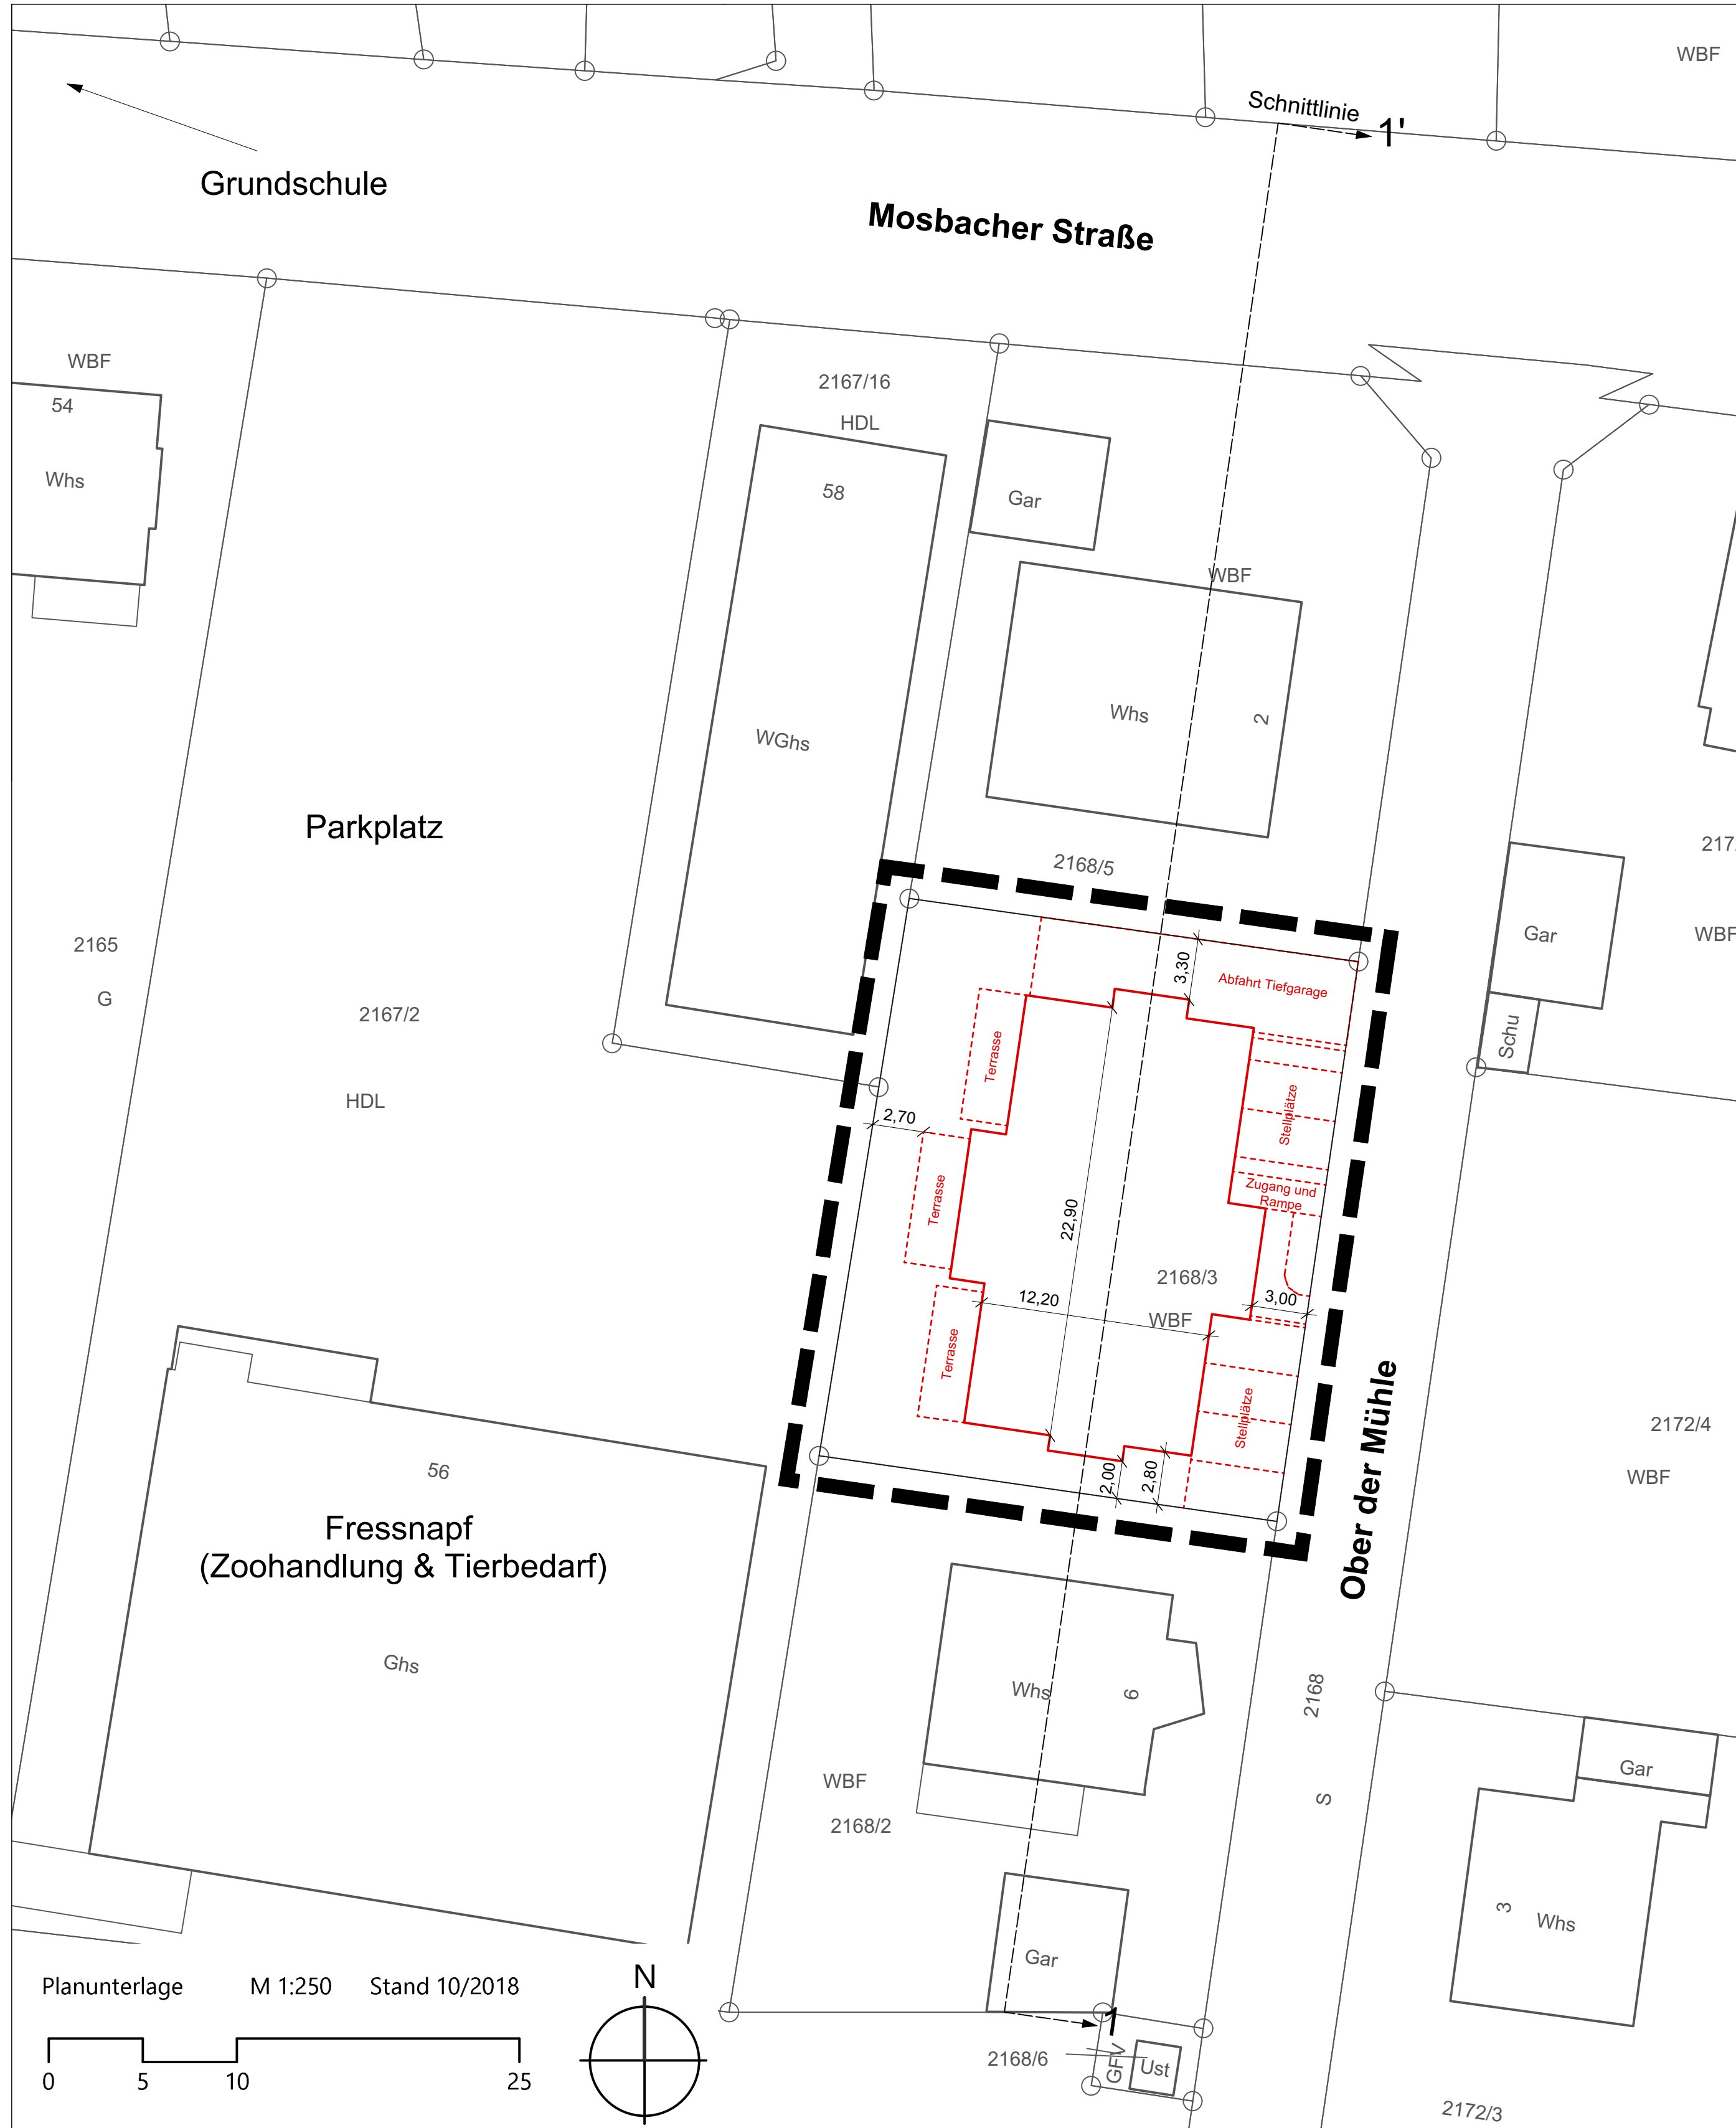 WBF
Schnittlinie
1'
Grundschule
Mosbacher Straße
WBF
54
Whs
2167/16
HDL
58
Gar
WBF
WGhs
Whs
2
Parkplatz
2168/5
217
Gar
WBF
2165
G
2167/2
HDL
3,30
Abfahrt Tiefgarage
Schu
Terrasse
Stellplätze
2,70
Terrasse
Zugang und
Rampe
22,90
2168/3
12,20
WBF
3,00
Terrasse
Stellplätze
Ober der Mühle
2172/4
WBF
56
2,00
2,80
Fressnapf
(Zoohandlung & Tierbedarf)
Ghs
Whs
6
2168
WBF
2168/2
S
Gar
3
Whs
Gar
Planunterlage M 1:250 Stand 10/2018
N
1
0 5 10 25
2168/6
GFW
Ust
2172/3